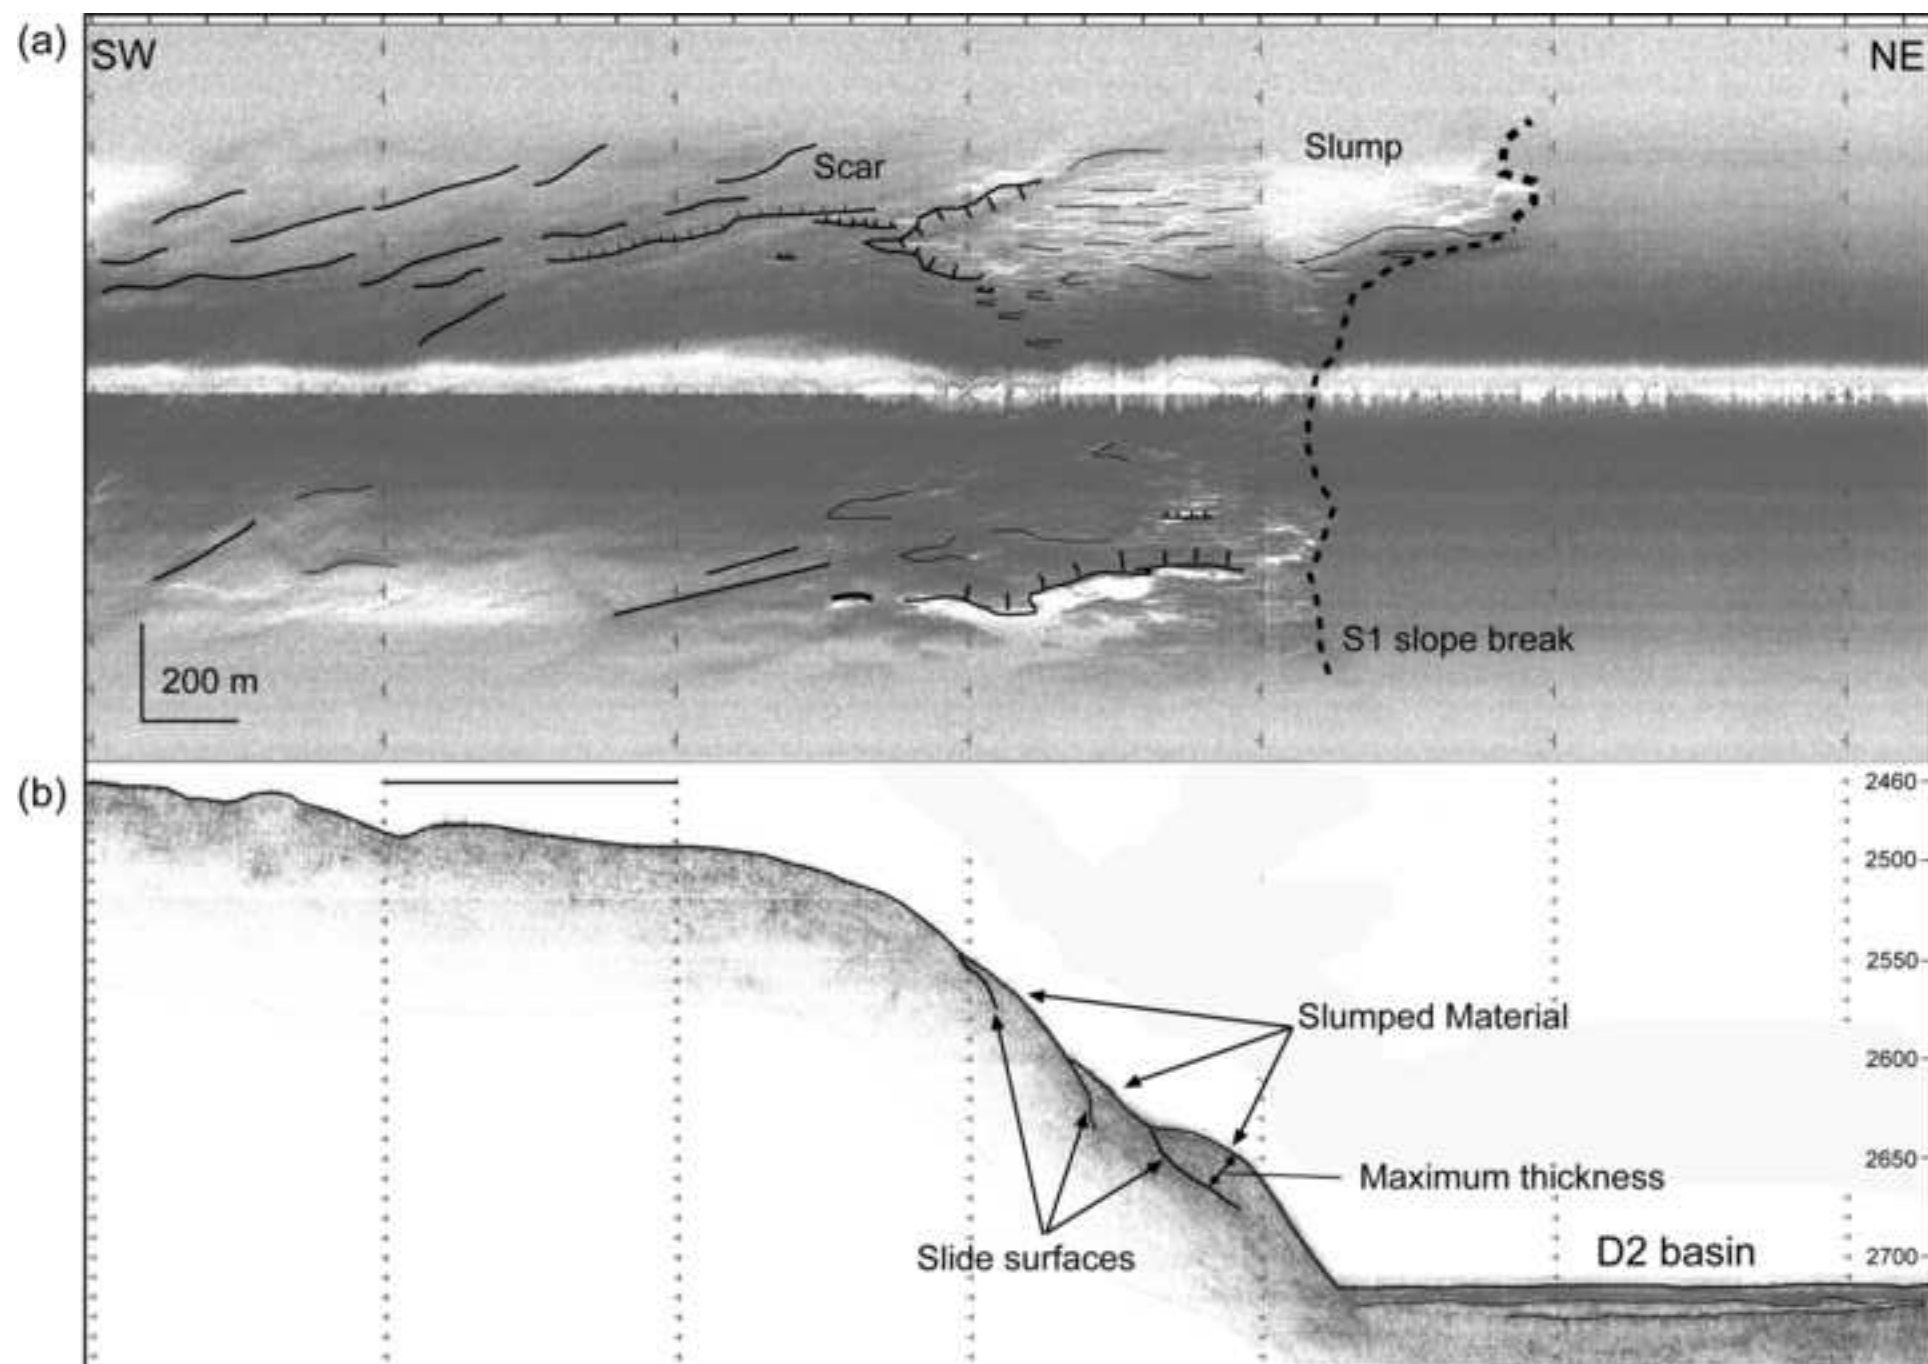 (a)
SW
NE
Scar
Slump
S1 slope break
200 m
(b)
2460
2500
2550
Slumped Material
2600
2650
Maximum thickness
Slide surfaces
D2 basin
2700